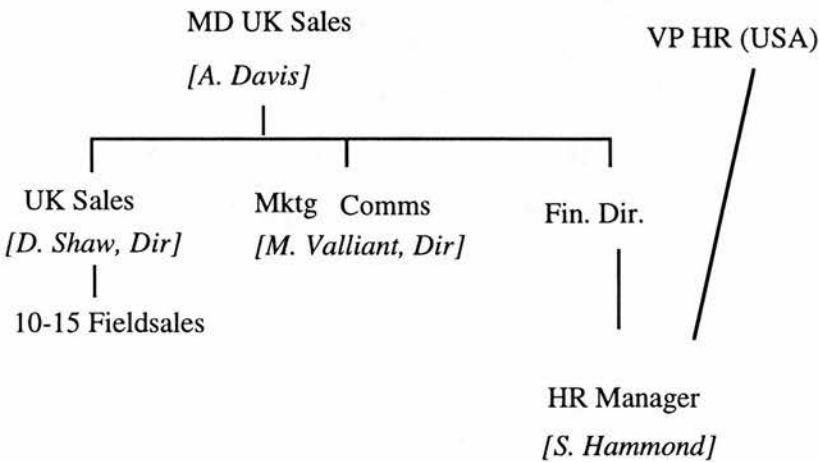 MD UK Sales
[A. Davis]
VP HR (USA)
UK Sales
[D. Shaw, Dir]
10-15 Fieldsales
Mktg Comms
[M. Valliant, Dir]
Fin. Dir.
HR Manager
[S. Hammond]